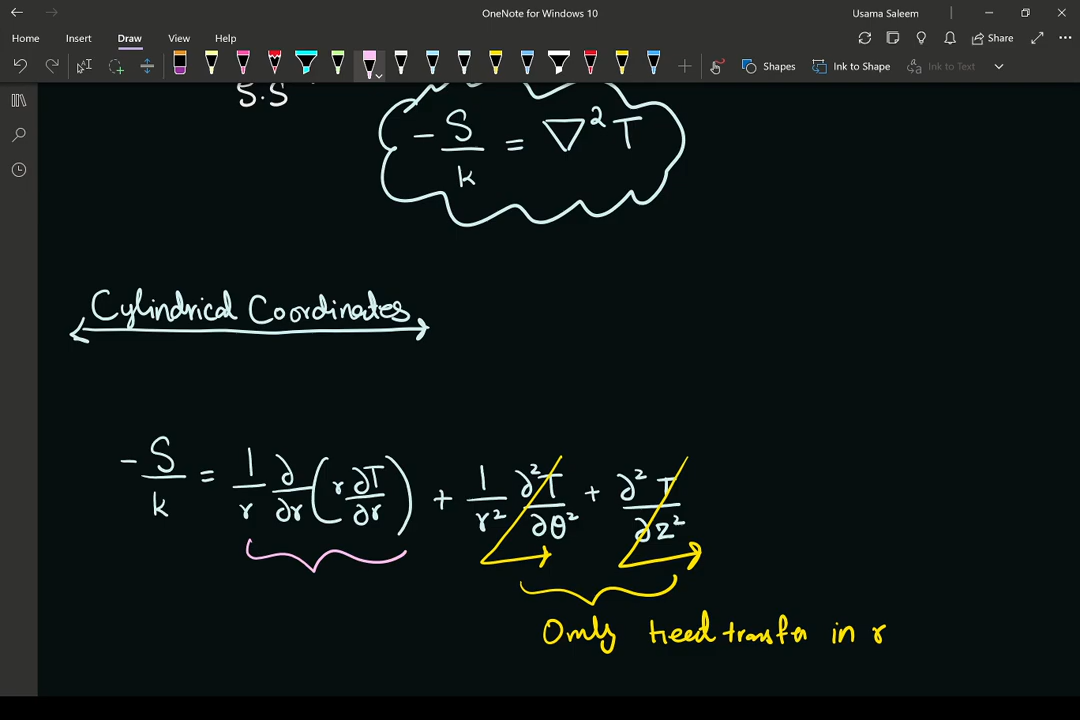 OneNote for Windows 10
Usama Saleem
Home Insert Draw View Help
Share
Shapes Ink to Shape Ink to Text
S.S
- S/k = ∇² T
Cylindrical Coordinates
- S/k = 1/r ∂/∂r (r ∂T/∂r) + 1/r² ∂²T/∂θ² + ∂²T/∂z²
Only heed transfer in r